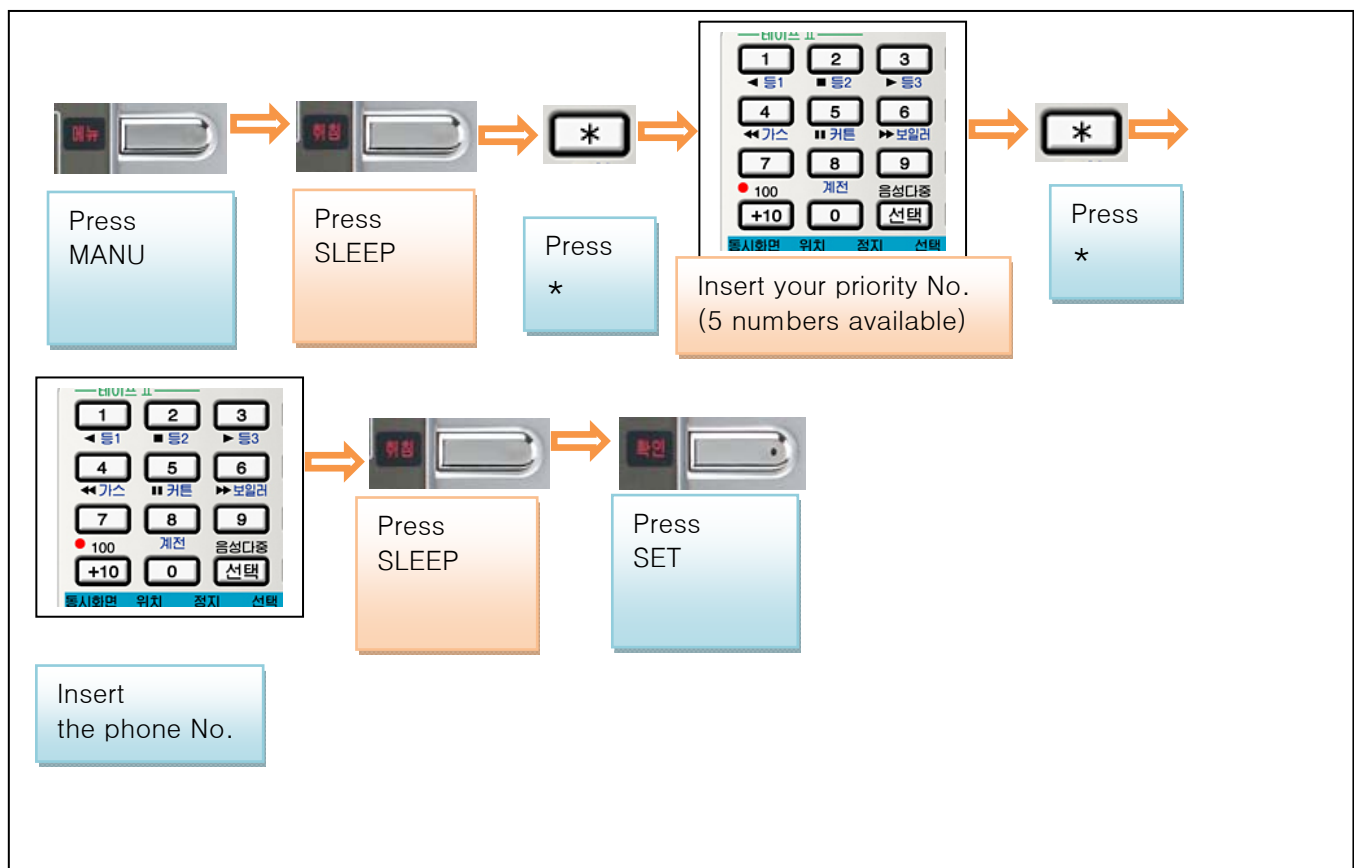 테이프 II
1 2 3
◀ 등1 ■ 등2 ▶ 등3
4 5 6
◀◀ 가스 ▮▮ 커튼 ▶▶ 보일러
7 8 9
● 100 계전 음성다중
+10 0 선택
동시화면 위치 정지 선택
메뉴
취침
*
*
Press
MANU
Press
SLEEP
Press
*
Insert your priority No.
(5 numbers available)
Press
*
테이프 II
1 2 3
◀ 등1 ■ 등2 ▶ 등3
4 5 6
◀◀ 가스 ▮▮ 커튼 ▶▶ 보일러
7 8 9
● 100 계전 음성다중
+10 0 선택
동시화면 위치 정지 선택
취침
확인
Press
SLEEP
Press
SET
Insert
the phone No.